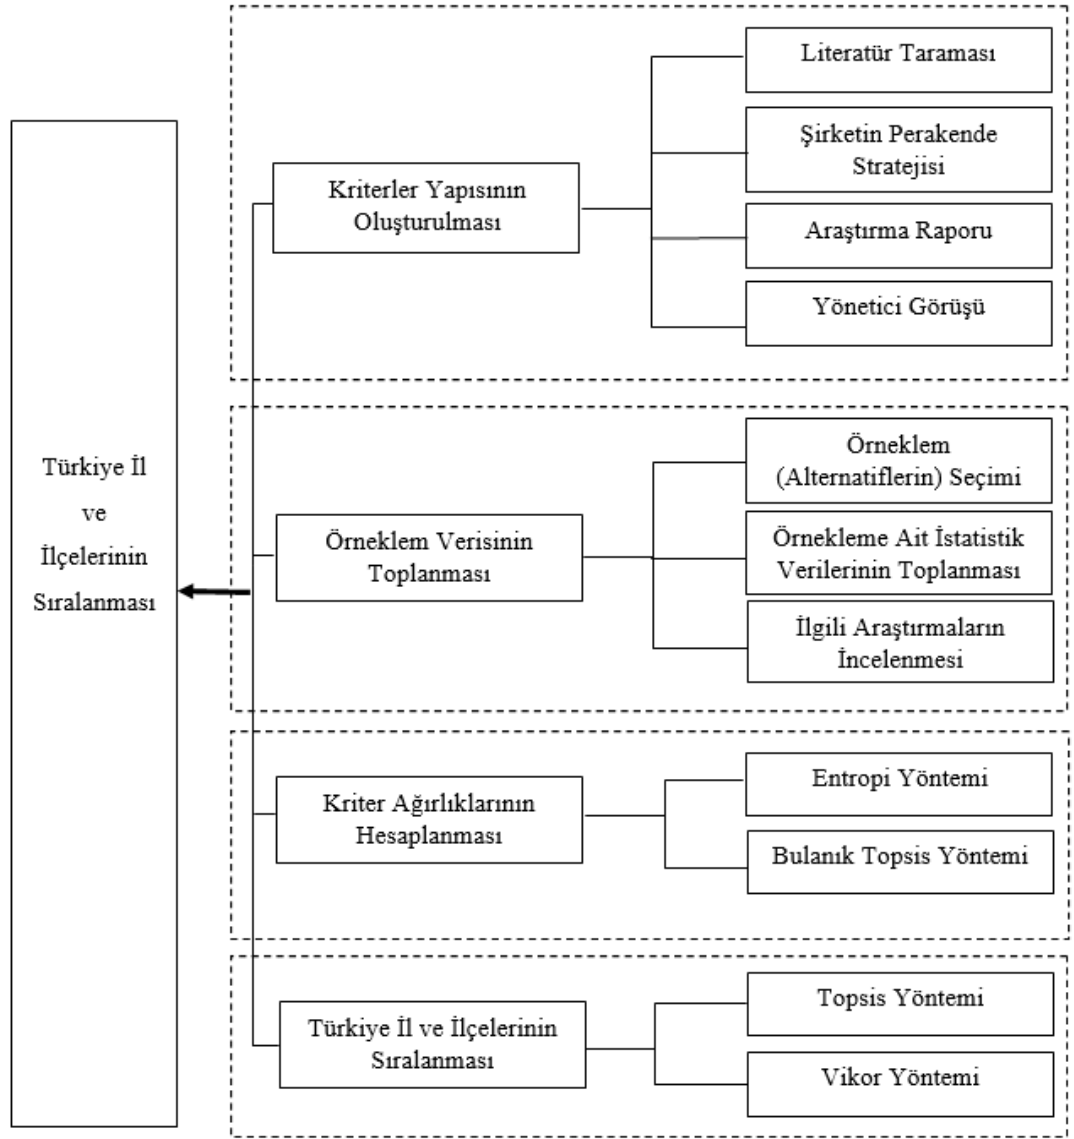 Türkiye İl
ve
İlçelerinin
Sıralanması
Kriterler Yapısının
Oluşturulması
Literatür Taraması
Şirketin Perakende
Stratejisi
Araştırma Raporu
Yönetici Görüşü
Örneklem Verisinin
Toplanması
Örneklem
(Alternatiflerin) Seçimi
Örnekleme Ait İstatistik
Verilerinin Toplanması
İlgili Araştırmaların
İncelenmesi
Kriter Ağırlıklarının
Hesaplanması
Entropi Yöntemi
Bulanık Topsis Yöntemi
Türkiye İl ve İlçelerinin
Sıralanması
Topsis Yöntemi
Vikor Yöntemi